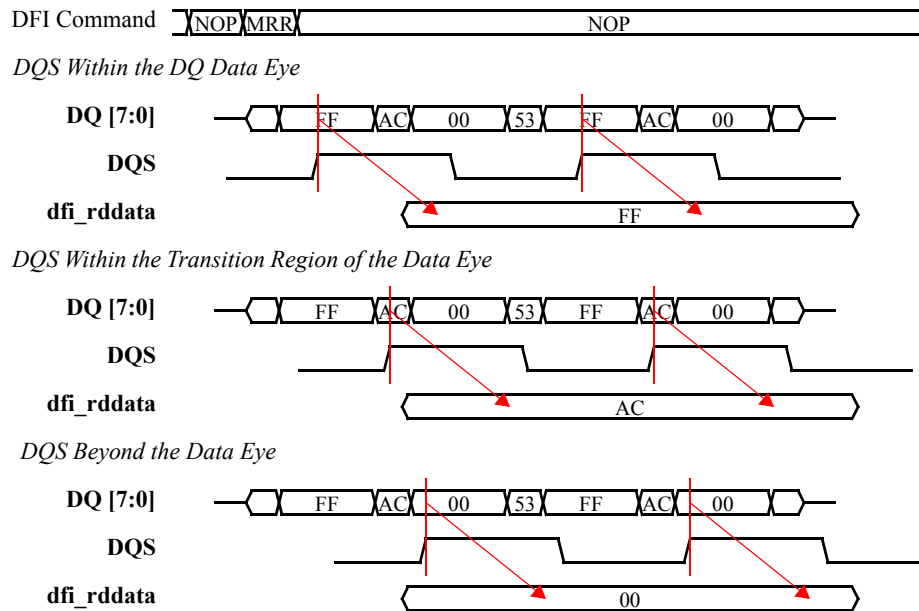 DFI Command NOP MRR NOP
DQS Within the DQ Data Eye
DQ [7:0] FF AC 00 53 FF AC 00
DQS
dfi_rddata FF
DQS Within the Transition Region of the Data Eye
DQ [7:0] FF AC 00 53 FF AC 00
DQS
dfi_rddata AC
DQS Beyond the Data Eye
DQ [7:0] FF AC 00 53 FF AC 00
DQS
dfi_rddata 00